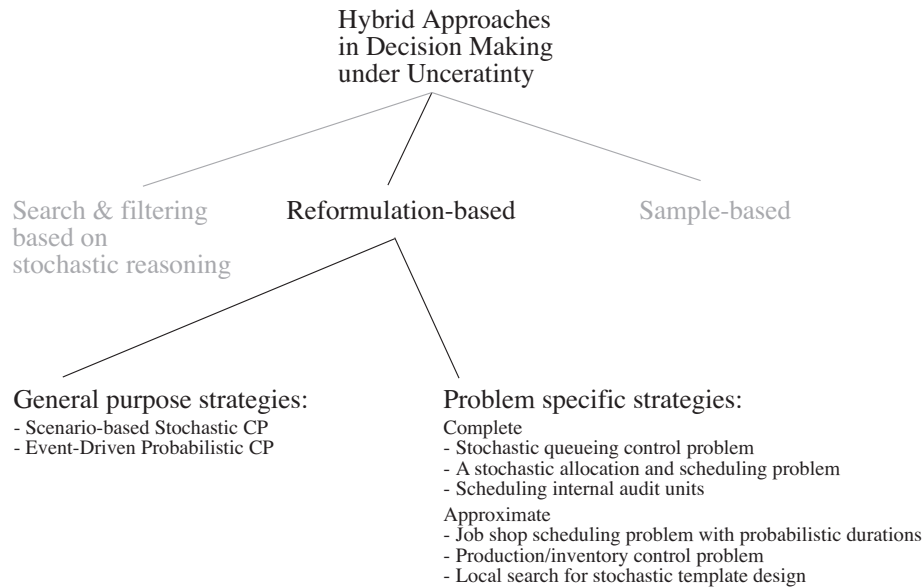 Hybrid Approaches
in Decision Making
under Unceratinty
Search & filtering
based on
stochastic reasoning
Reformulation-based
Sample-based
General purpose strategies:
- Scenario-based Stochastic CP
- Event-Driven Probabilistic CP
Problem specific strategies:
Complete
- Stochastic queueing control problem
- A stochastic allocation and scheduling problem
- Scheduling internal audit units
Approximate
- Job shop scheduling problem with probabilistic durations
- Production/inventory control problem
- Local search for stochastic template design